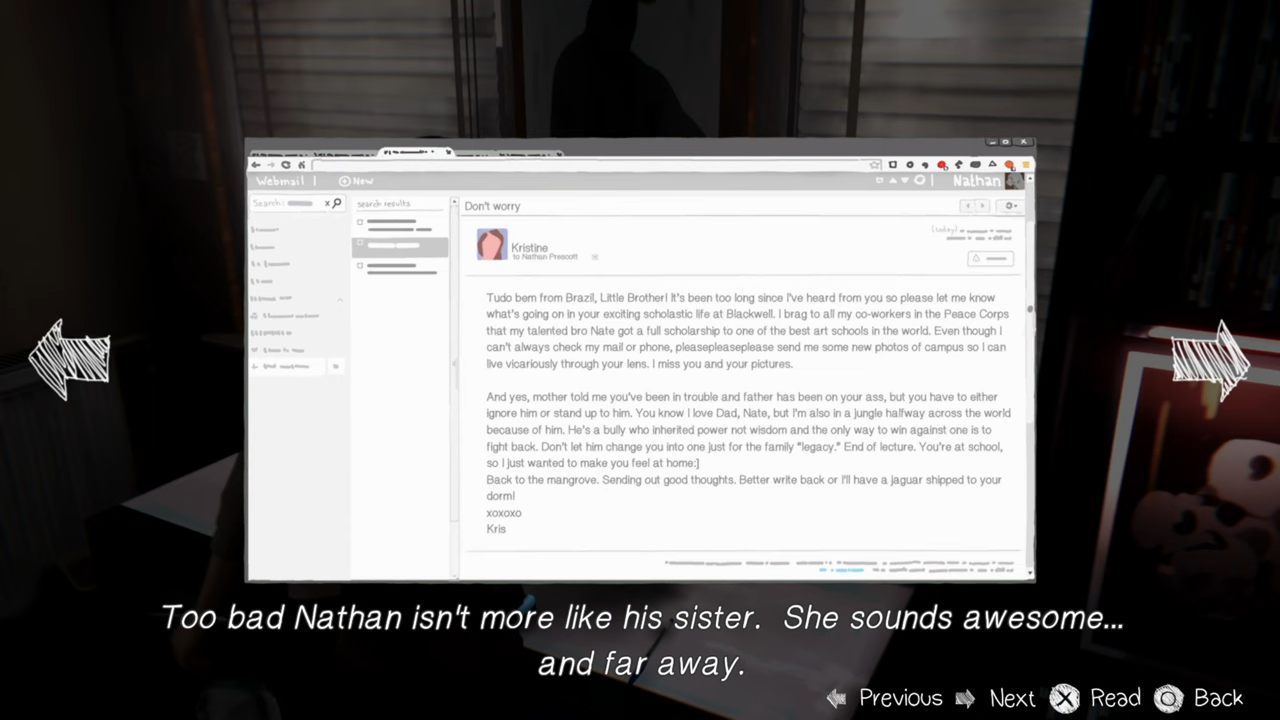 Webmail | New
Nathan
Search:
search results
Don't worry
Kristine
to Nathan Prescott
(today)
Tudo bem from Brazil, Little Brother! It's been too long since I've heard from you so please let me know
what's going on in your exciting scholastic life at Blackwell. I brag to all my co-workers in the Peace Corps
that my talented bro Nate got a full scholarship to one of the best art schools in the world. Even though I
can't always check my mail or phone, pleasepleaseplease send me some new photos of campus so I can
live vicariously through your lens. I miss you and your pictures.
And yes, mother told me you've been in trouble and father has been on your ass, but you have to either
ignore him or stand up to him. You know I love Dad, Nate, but I'm also in a jungle halfway across the world
because of him. He's a bully who inherited power not wisdom and the only way to win against one is to
fight back. Don't let him change you into one just for the family "legacy." End of lecture. You're at school,
so I just wanted to make you feel at home:]
Back to the mangrove. Sending out good thoughts. Better write back or I'll have a jaguar shipped to your
dorm!
xoxoxo
Kris
Too bad Nathan isn't more like his sister. She sounds awesome...
and far away.
Previous Next Read Back